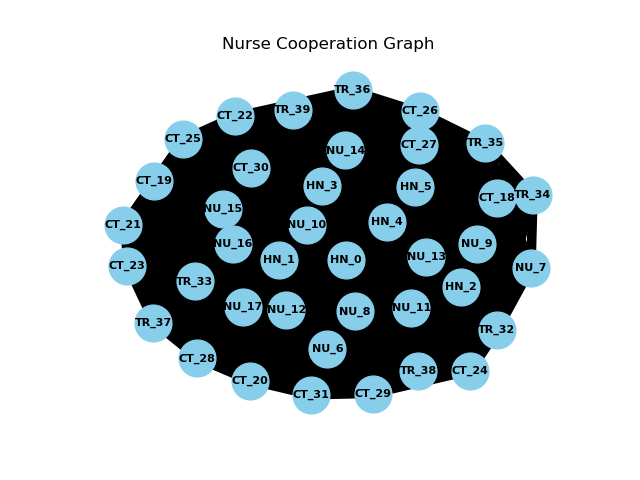 Nurse Cooperation Graph
TR_36
TR_39
CT_26
CT_22
CT_25
CT_27
TR_35
NU_14
CT_30
CT_19
HN_3
HN_5
TR_34
CT_18
NU_15
CT_21
NU_10
HN_4
NU_16
NU_9
NU_13
HN_1
HN_0
CT_23
NU_7
TR_33
HN_2
NU_17
NU_12
NU_8
NU_11
TR_37
TR_32
NU_6
CT_28
TR_38
CT_24
CT_20
CT_31
CT_29